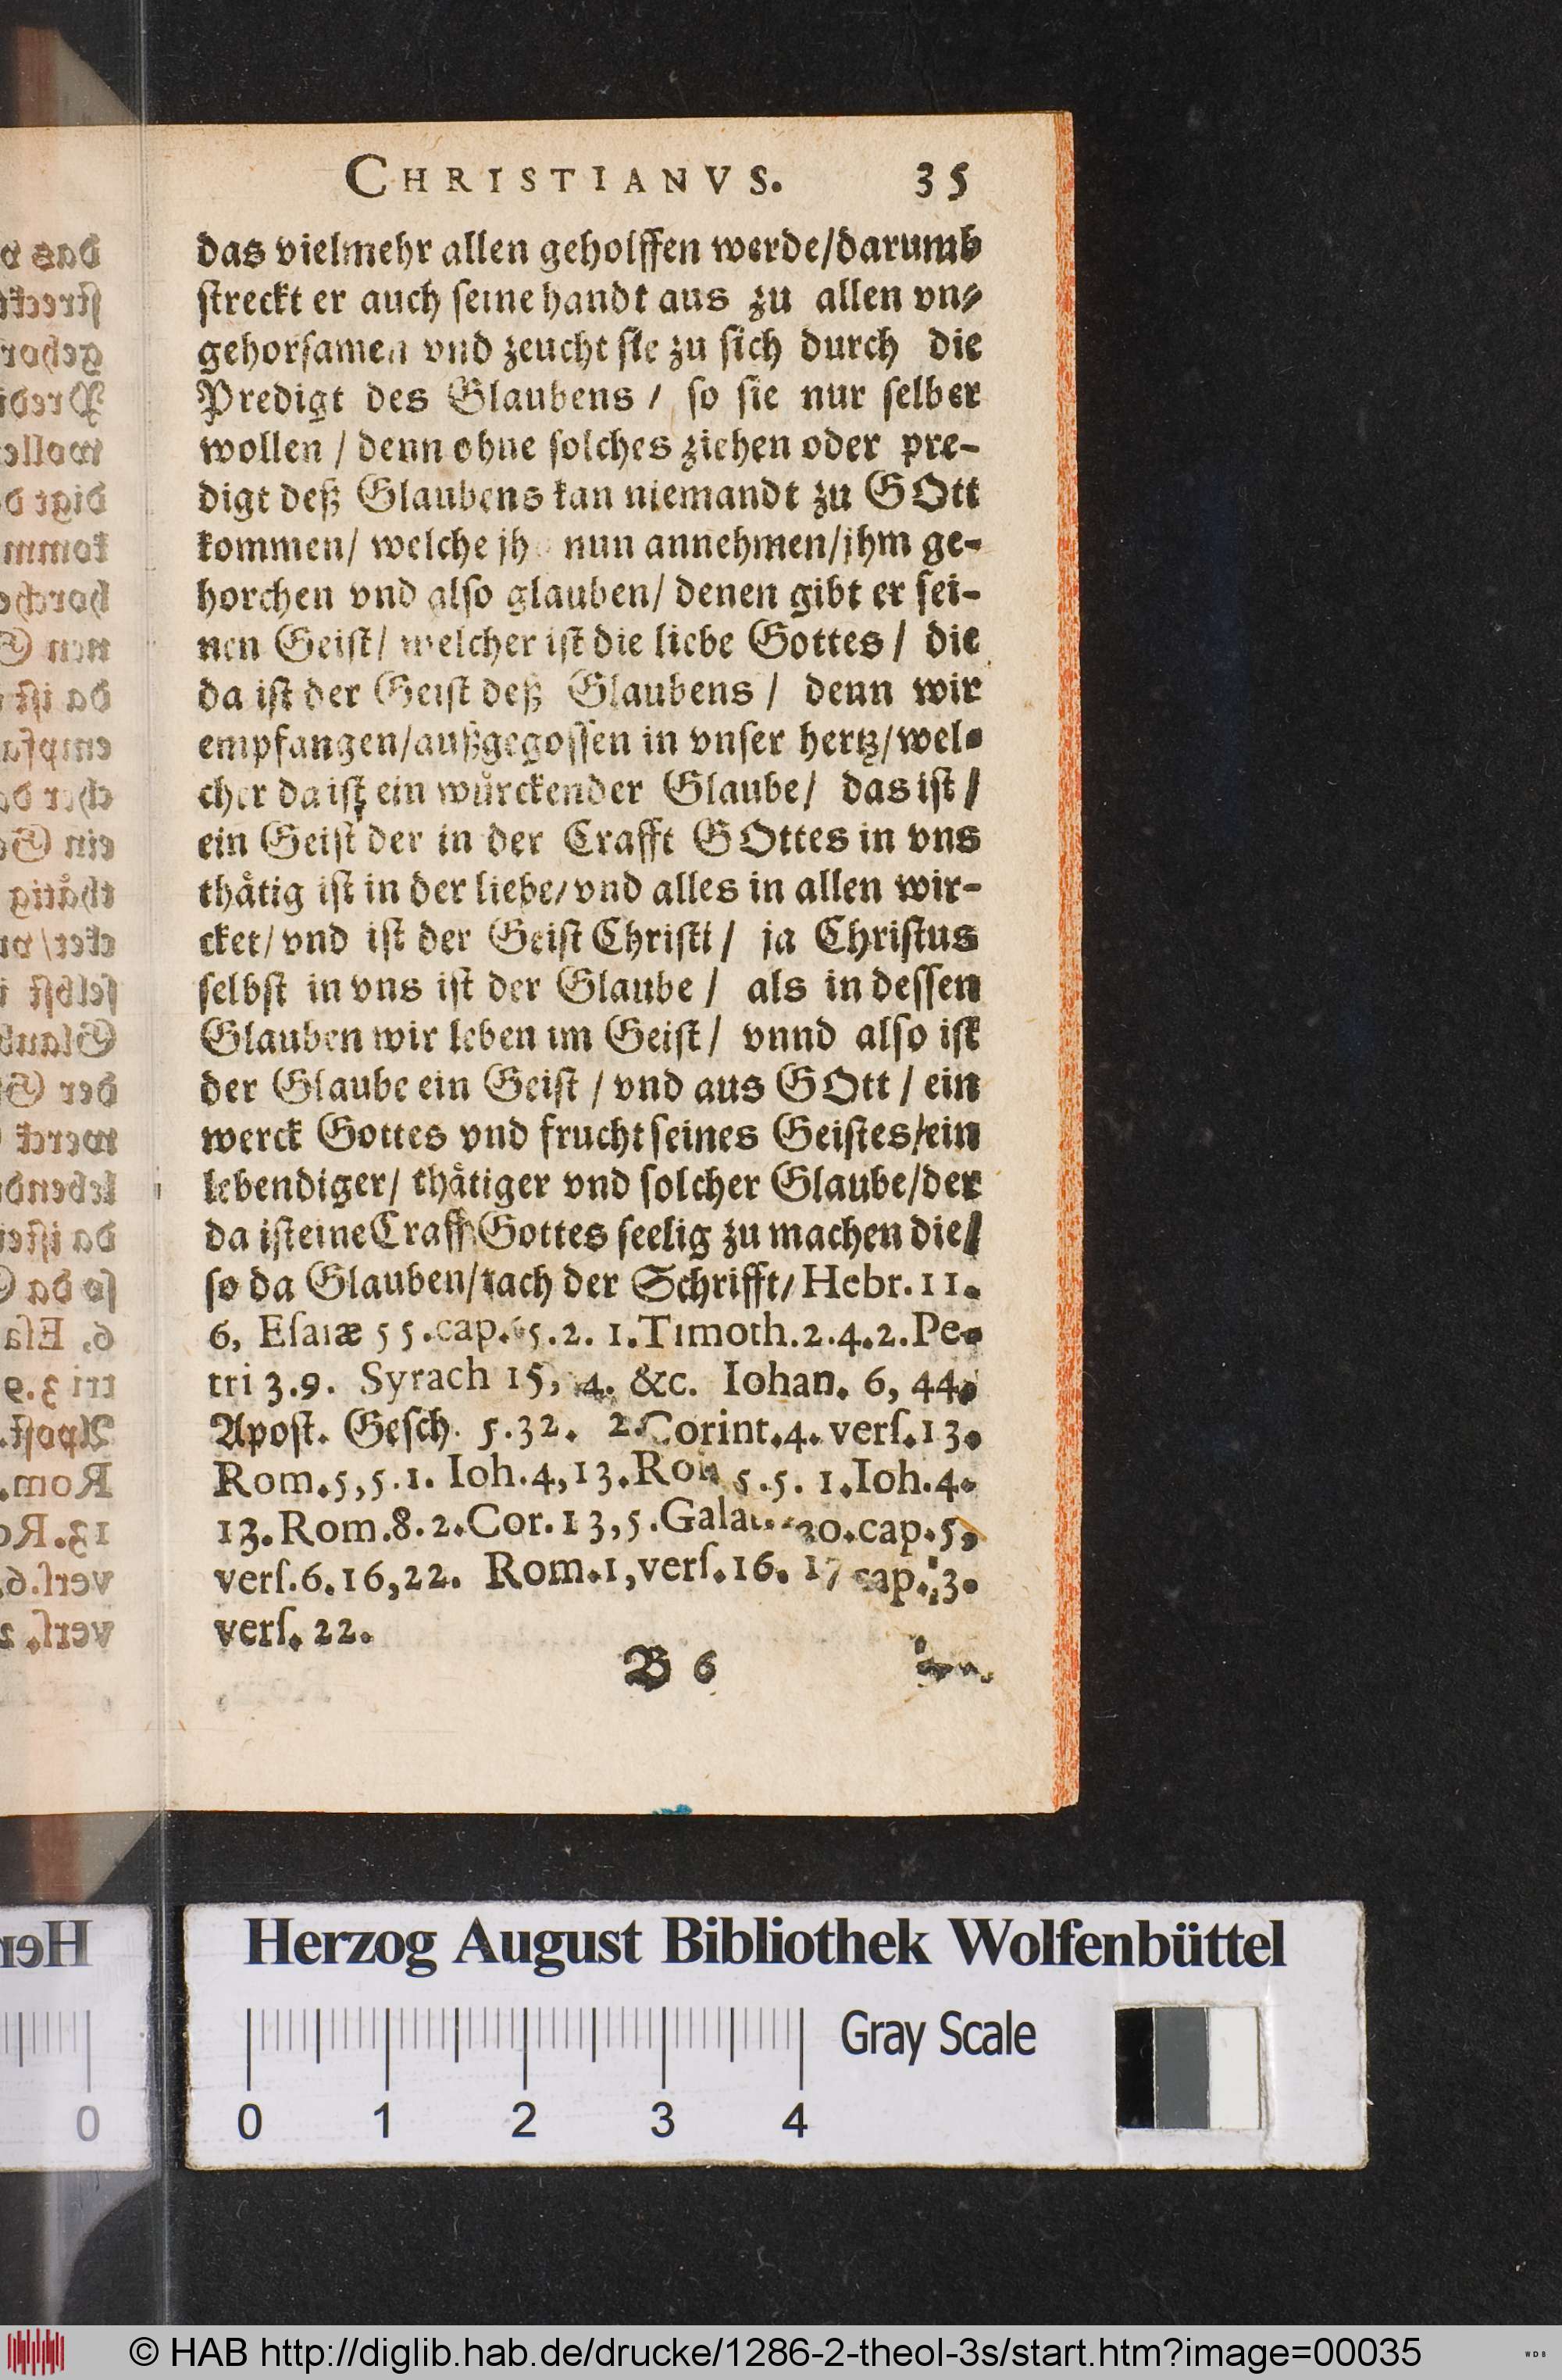 CHRISTIANVS. 35
das vielmehr allen geholffen werde/darumb
ſtreckt er auch ſeine handt aus zu allen vn⸗
gehorſamen vnd zeucht ſie zu ſich durch die
Predigt des Glaubens / ſo ſie nur ſelber
wollen / denn ohne ſolches ziehen oder pre-
digt deß Glaubens kan niemandt zu GOtt
kommen/ welche nun annehmen/jhm ge-
horchen vnd alſo glauben/ denen gibt er ſei-
nen Geiſt/ welcher iſt die liebe Gottes / die
da iſt der Geiſt deß Glaubens / denn wir
empfangen/außgegoſſen in vnſer hertz/wel⸗
cher da iſt ein wuͤrckender Glaube/ das iſt /
ein Geiſt der in der Crafft GOttes in vns
thaͤtig iſt in der liebe/vnd alles in allen wir-
cket/ vnd iſt der Geiſt Chriſti / ja Chriſtus
ſelbſt in vns iſt der Glaube / als in deſſen
Glauben wir leben im Geiſt / vnnd alſo iſt
der Glaube ein Geiſt / vnd aus GOtt / ein
werck Gottes vnd frucht ſeines Geiſtes/ein
lebendiger/ thaͤtiger vnd ſolcher Glaube/der
da iſt eine Crafft Gottes ſeelig zu machen die/
ſo da Glauben/nach der Schrifft/ Hebr. 11.
6, Eſaiæ 55.cap.65.2. 1.Timoth.2.4.2.Pe-
tri 3.9. Syrach 15, 4. &c. Iohan. 6, 44.
Apoſt. Geſch. 5.32. 2.Corint.4. verſ.13.
Rom.5,5.1. Ioh.4,13.Rom 5.5. 1.Ioh.4.
13.Rom.8.2.Cor.13,5.Galat. 20.cap.5,
verſ.6.16,22. Rom.1,verſ.16. 17 cap. 3.
verſ. 22.
B 6
Herzog August Bibliothek Wolfenbüttel
Gray Scale
0 1 2 3 4
© HAB http://diglib.hab.de/drucke/1286-2-theol-3s/start.htm?image=00035